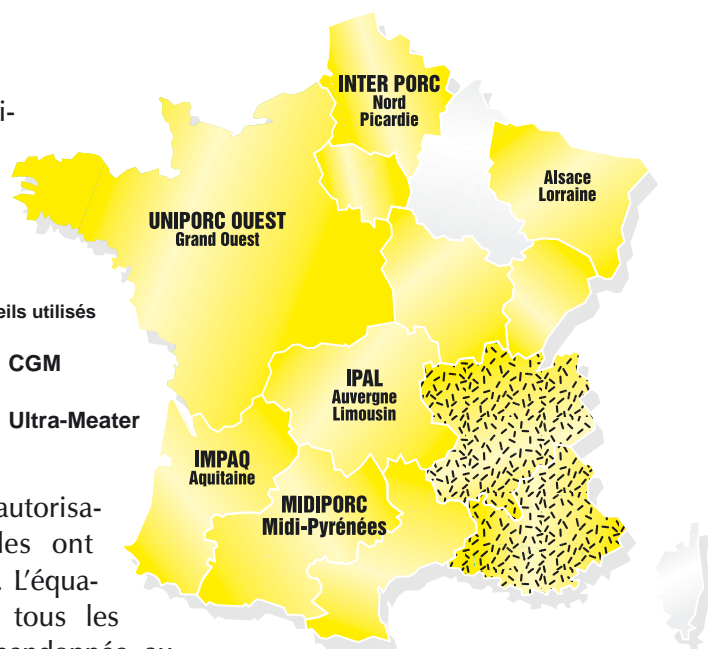 i-
INTER PORC
Nord
Picardie
Alsace
Lorraine
UNIPORC OUEST
Grand Ouest
eils utilisés
CGM
Ultra-Meater
IPAL
Auvergne
Limousin
IMPAQ
Aquitaine
MIDIPORC
Midi-Pyrénées
autorisa-
les ont
. L'équa-
tous les